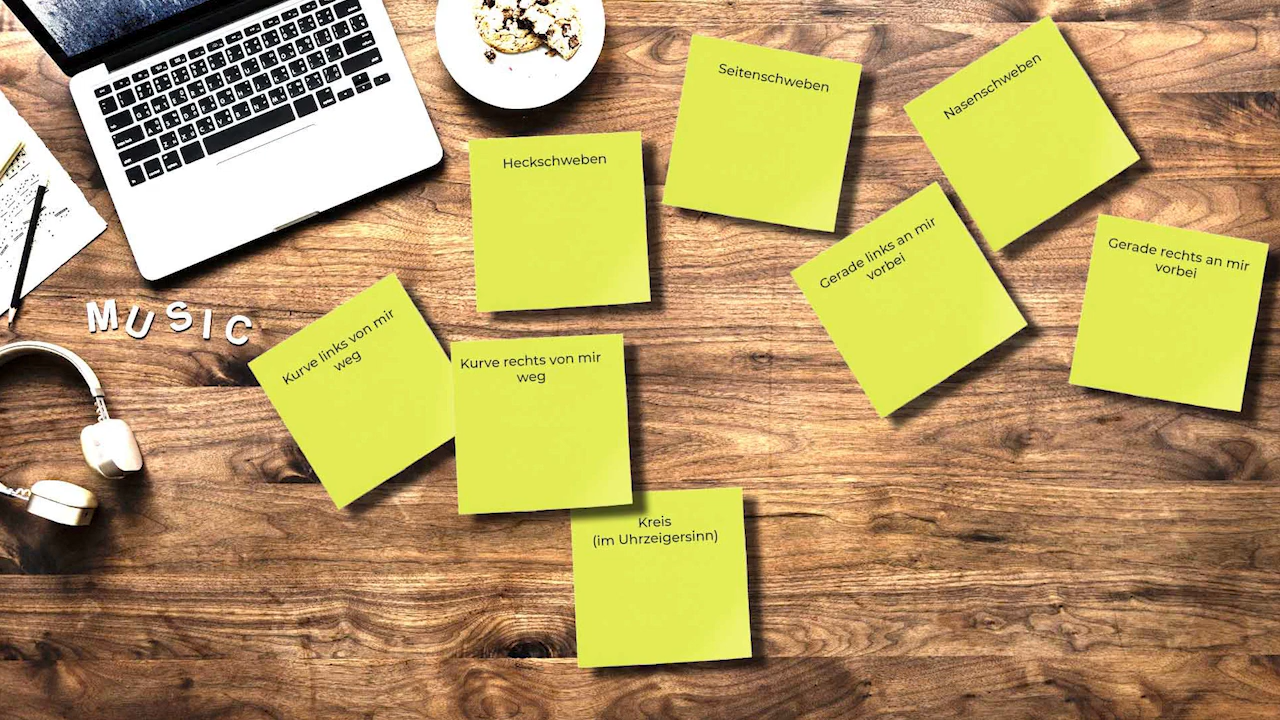 Seitenschweben
Nasenschweben
Heckschweben
Gerade links an mir
vorbei
Gerade rechts an mir
vorbei
MUSIC
Kurve links von mir
weg
Kurve rechts von mir
weg
Kreis
(im Uhrzeigersinn)